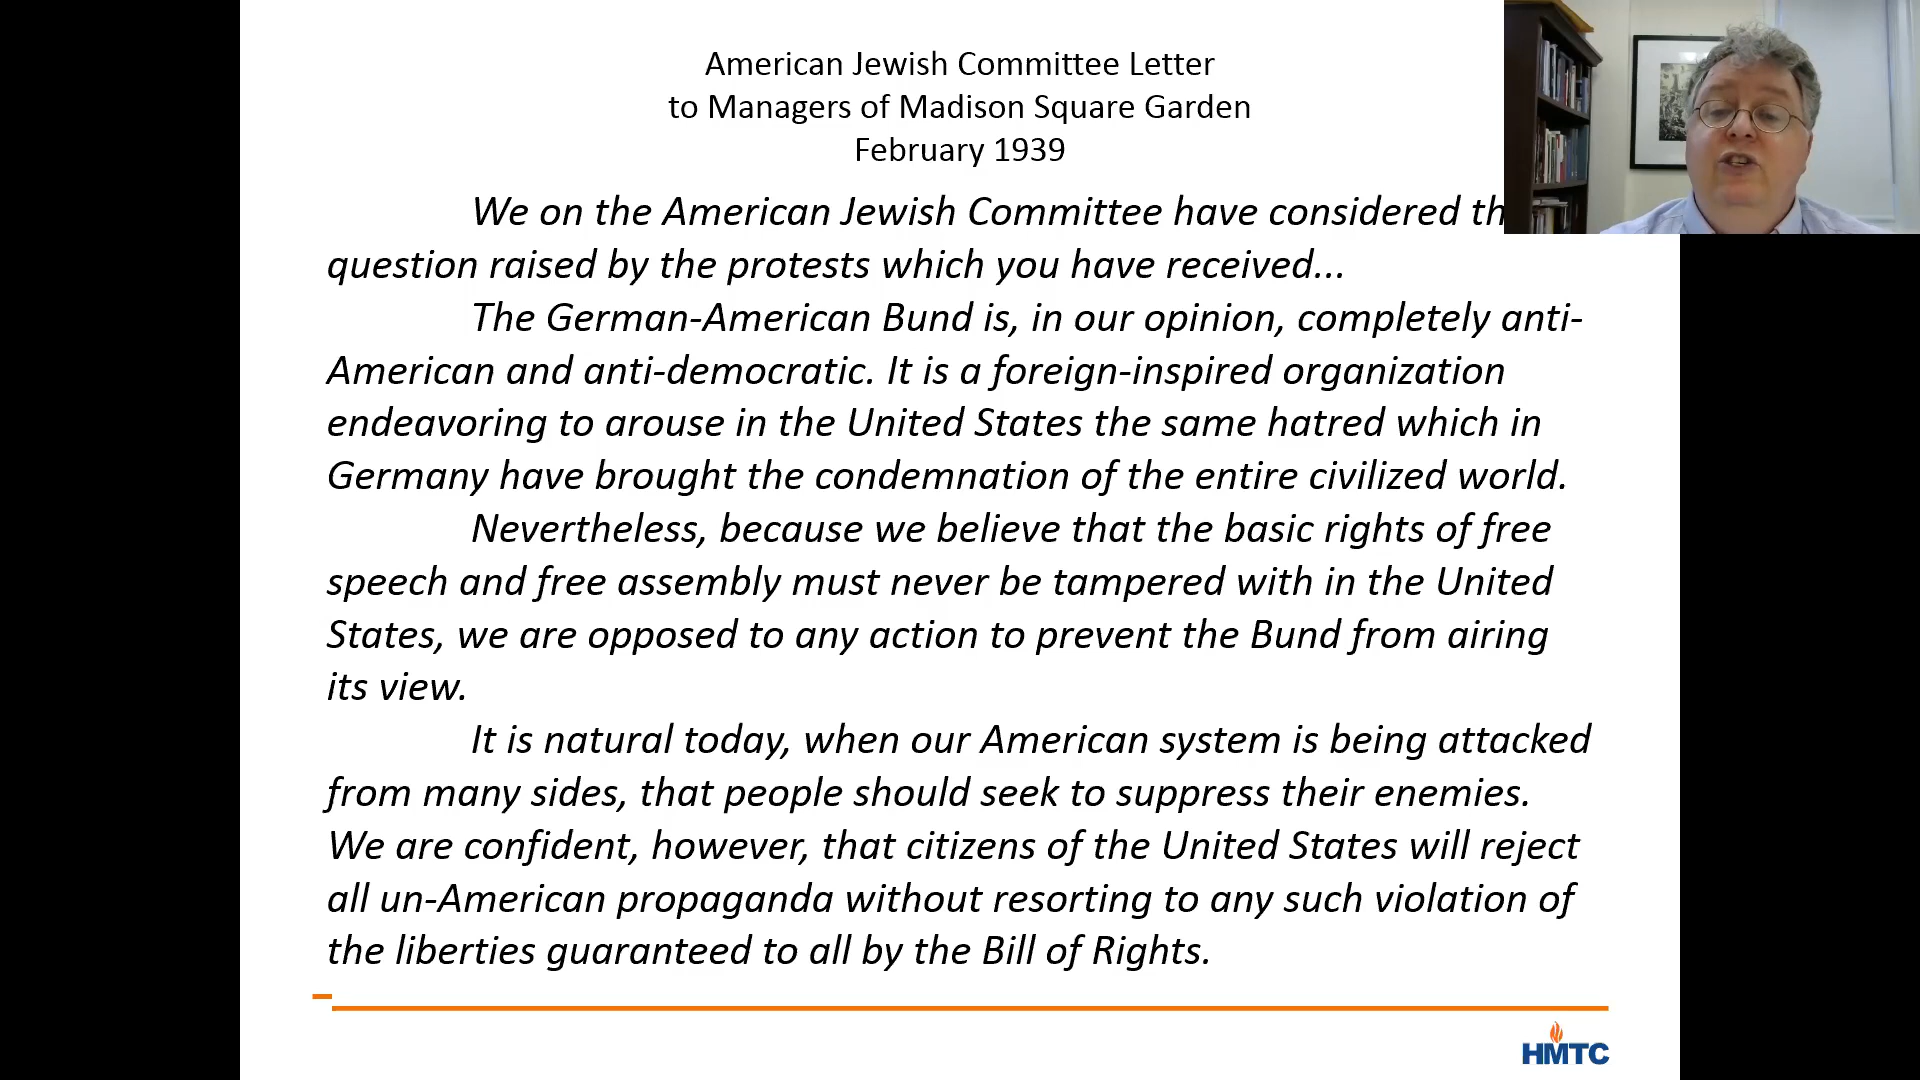 American Jewish Committee Letter
to Managers of Madison Square Garden
February 1939
We on the American Jewish Committee have considered
question raised by the protests which you have received...
The German-American Bund is, in our opinion, completely anti-
American and anti-democratic. It is a foreign-inspired organization
endeavoring to arouse in the United States the same hatred which in
Germany have brought the condemnation of the entire civilized world.
Nevertheless, because we believe that the basic rights of free
speech and free assembly must never be tampered with in the United
States, we are opposed to any action to prevent the Bund from airing
its view.
It is natural today, when our American system is being attacked
from many sides, that people should seek to suppress their enemies.
We are confident, however, that citizens of the United States will reject
all un-American propaganda without resorting to any such violation of
the liberties guaranteed to all by the Bill of Rights.
HMTC